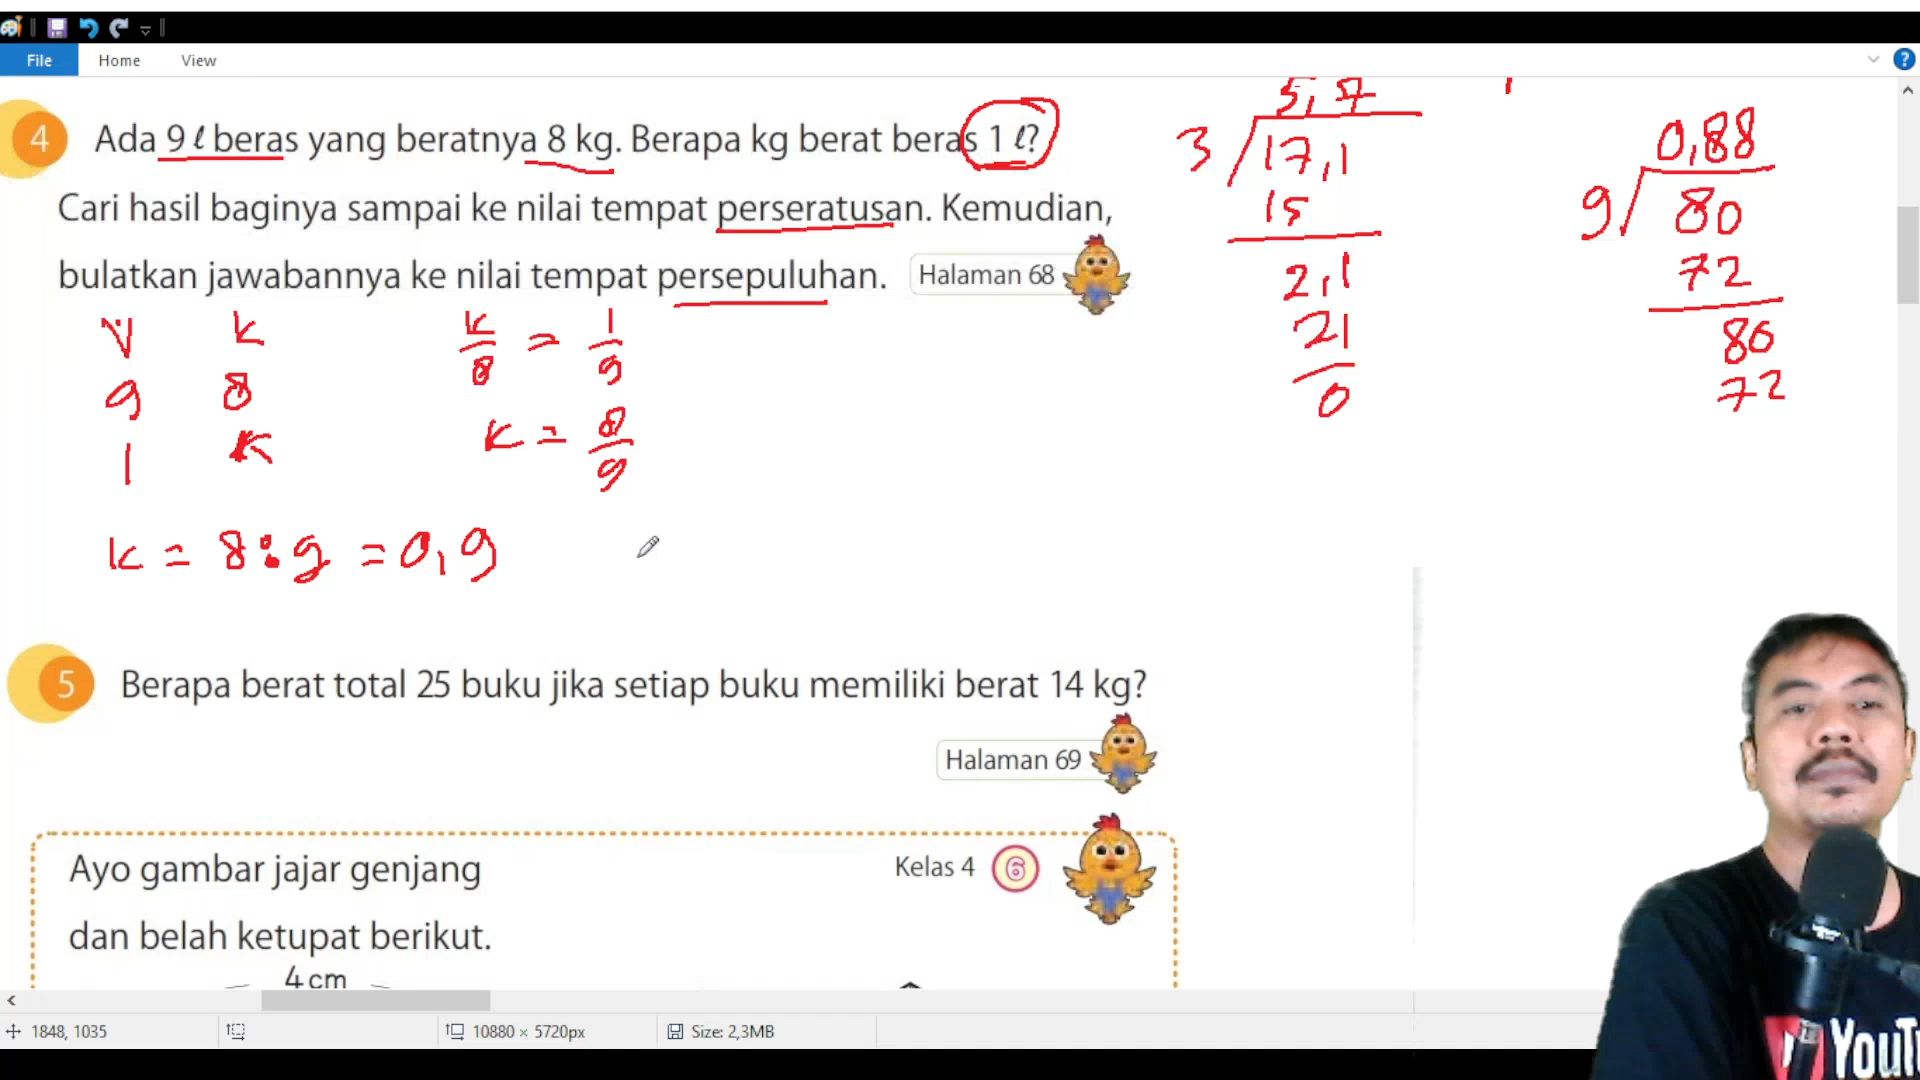 File Home View
4 Ada 9 ℓ beras yang beratnya 8 kg. Berapa kg berat beras 1 ℓ?
Cari hasil baginya sampai ke nilai tempat perseratusan. Kemudian,
bulatkan jawabannya ke nilai tempat persepuluhan. Halaman 68
V k
9 8
1 k
k/8 = 1/9
k = 8/9
k = 8 : 9 = 0,9
5,7
3 17,1
15
2,1
21
0
0,88
9 80
72
80
72
5 Berapa berat total 25 buku jika setiap buku memiliki berat 14 kg?
Halaman 69
Ayo gambar jajar genjang Kelas 4 6
dan belah ketupat berikut.
4 cm
1848, 1035 10880 × 5720px Size: 2,3MB